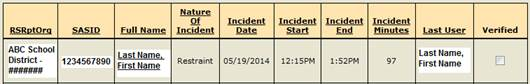 RSRptOrg SASID Full Name Nature Of Incident Incident Date Incident Start Incident End Incident Minutes Last User Verified
ABC School District - ####### 1234567890 Last Name, First Name Restraint 05/19/2014 12:15PM 1:52PM 97 Last Name, First Name